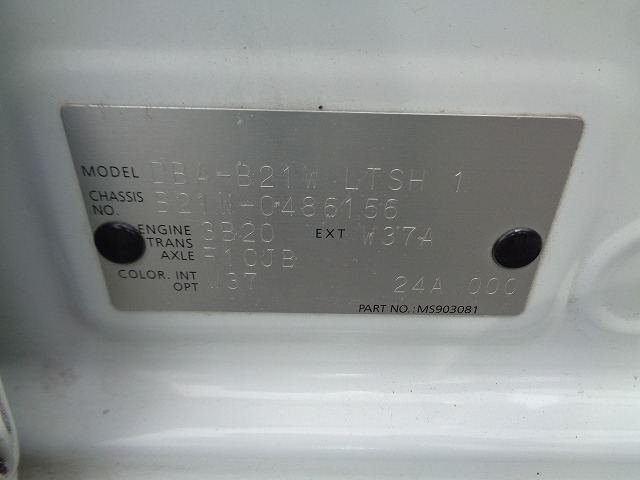 MODEL DBA-B21W LTSH 1
CHASSIS NO. B21W-0486156
ENGINE 3B20 EXT W37A
TRANS AXLE F1CJB
COLOR. INT OPT 37 24A 000
PART NO.: MS903081